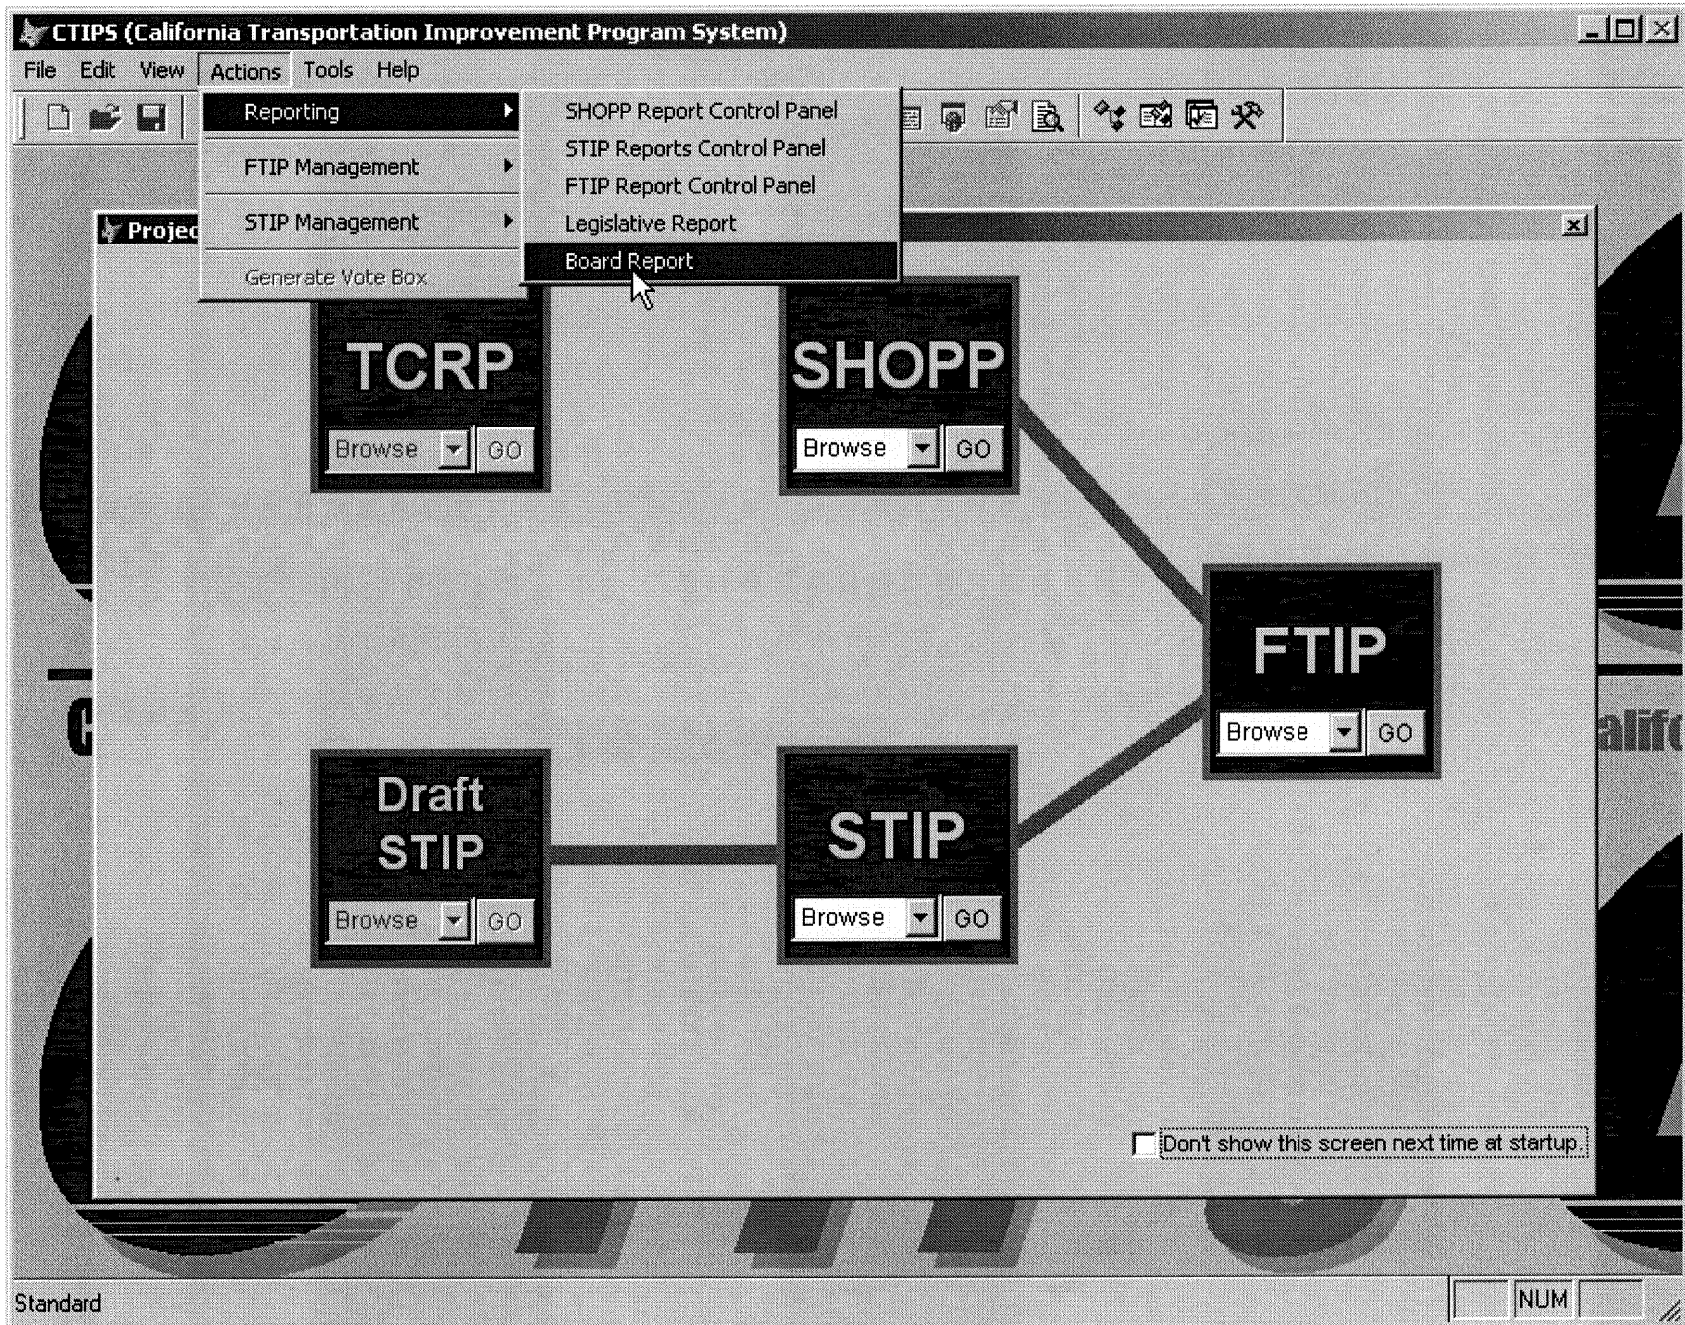 CTIPS (California Transportation Improvement Program System)
File Edit View Actions Tools Help
Reporting
FTIP Management
STIP Management
Generate Vote Box
SHOPP Report Control Panel
STIP Reports Control Panel
FTIP Report Control Panel
Legislative Report
Board Report
Projec
TCRP
Browse GO
SHOPP
Browse GO
FTIP
Browse GO
Draft
STIP
Browse GO
STIP
Browse GO
alif
Don't show this screen next time at startup.
Standard
NUM